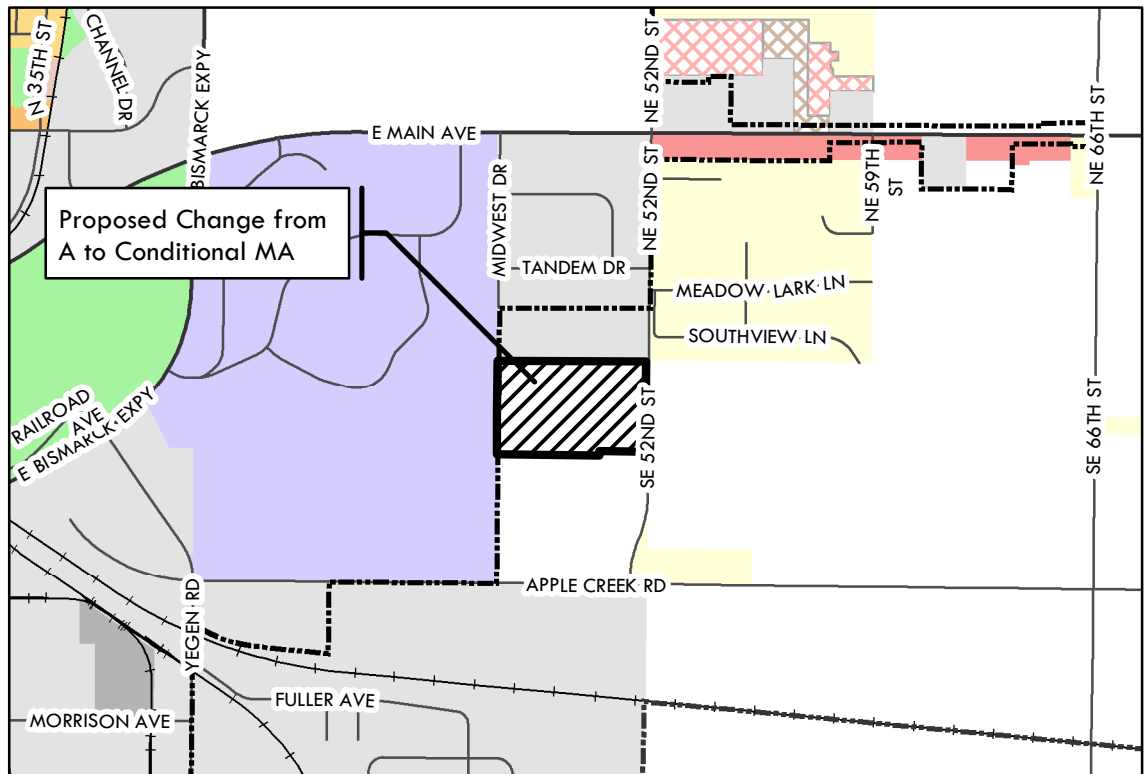 N 35TH ST
CHANNEL DR
BISMARCK EXPY
NE 52ND ST
E MAIN AVE
NE 66TH ST
Proposed Change from
A to Conditional MA
MIDWEST DR
NE 52ND ST
NE 59TH
ST
TANDEM DR
MEADOW LARK LN
SOUTHVIEW LN
RAILROAD
AVE
E BISMARCK EXPY
SE 52ND ST
SE 66TH ST
APPLE CREEK RD
YEGEN RD
FULLER AVE
MORRISON AVE